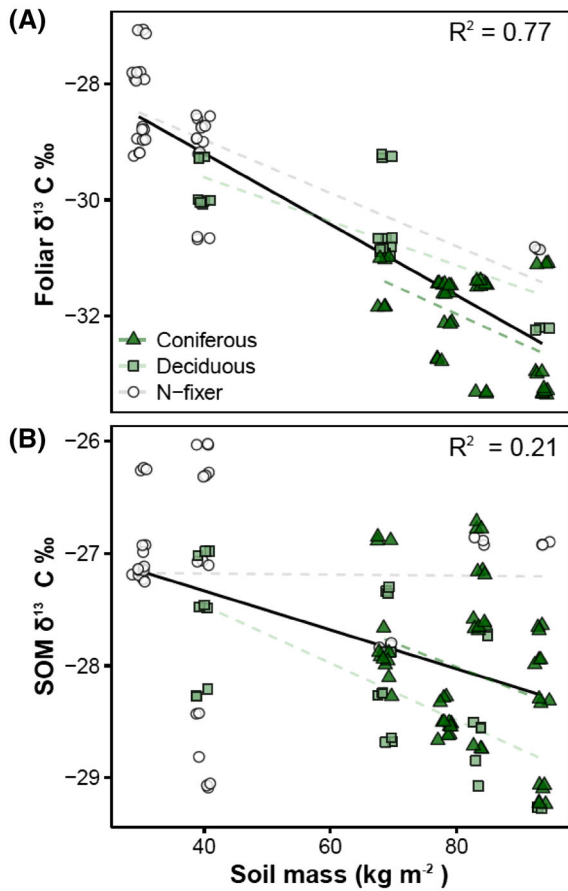 (A)
R² = 0.77
−28
−30
−32
Foliar δ¹³ C ‰
Coniferous
Deciduous
N−fixer
(B)
R² = 0.21
−26
−27
−28
−29
SOM δ¹³ C ‰
40
60
80
Soil mass (kg m⁻²)